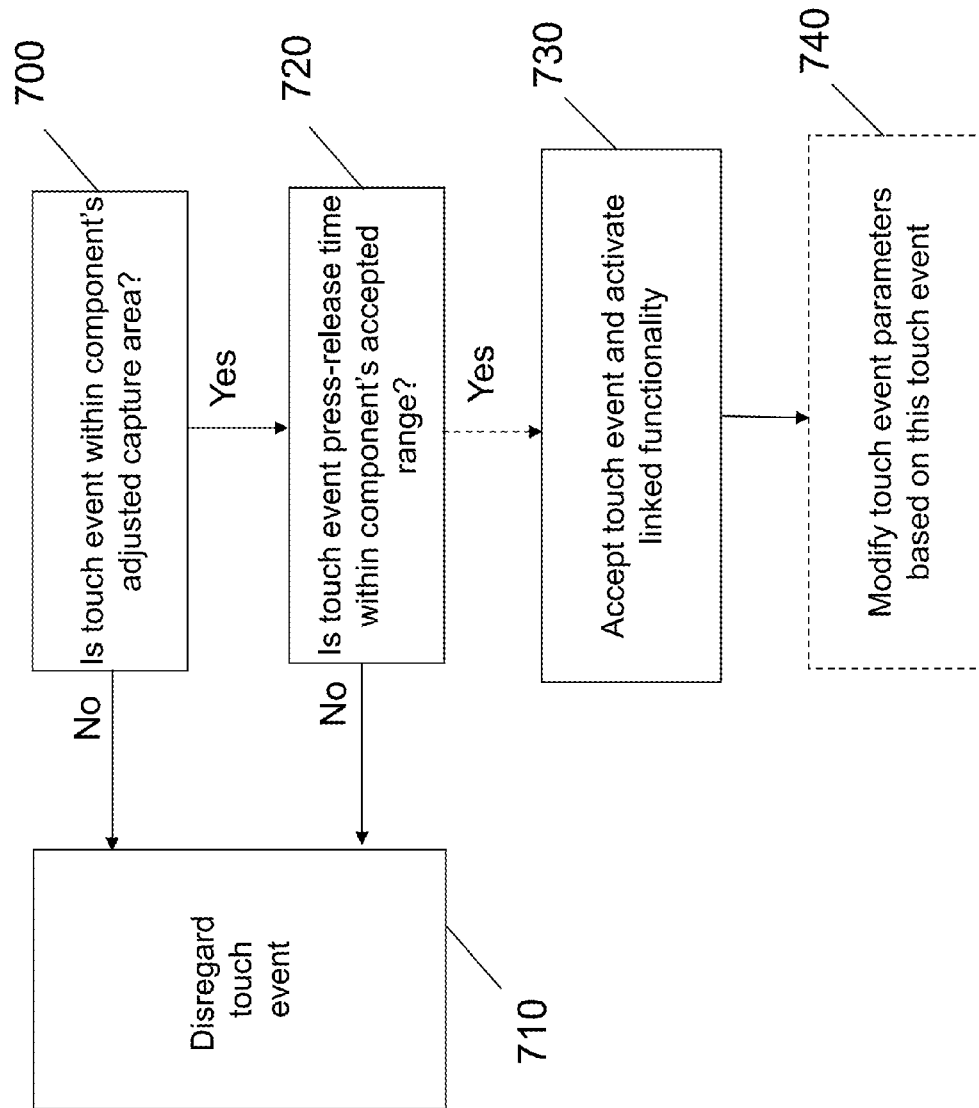 700
Is touch event within component's
adjusted capture area?
No
Yes
720
Is touch event press-release time
within component's accepted
range?
No
Yes
Disregard
touch
event
710
730
Accept touch event and activate
linked functionality
740
Modify touch event parameters
based on this touch event